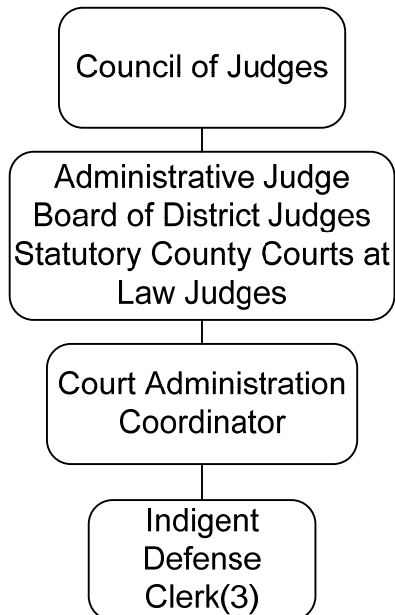 Council of Judges
Administrative Judge
Board of District Judges
Statutory County Courts at
Law Judges
Court Administration
Coordinator
Indigent
Defense
Clerk(3)